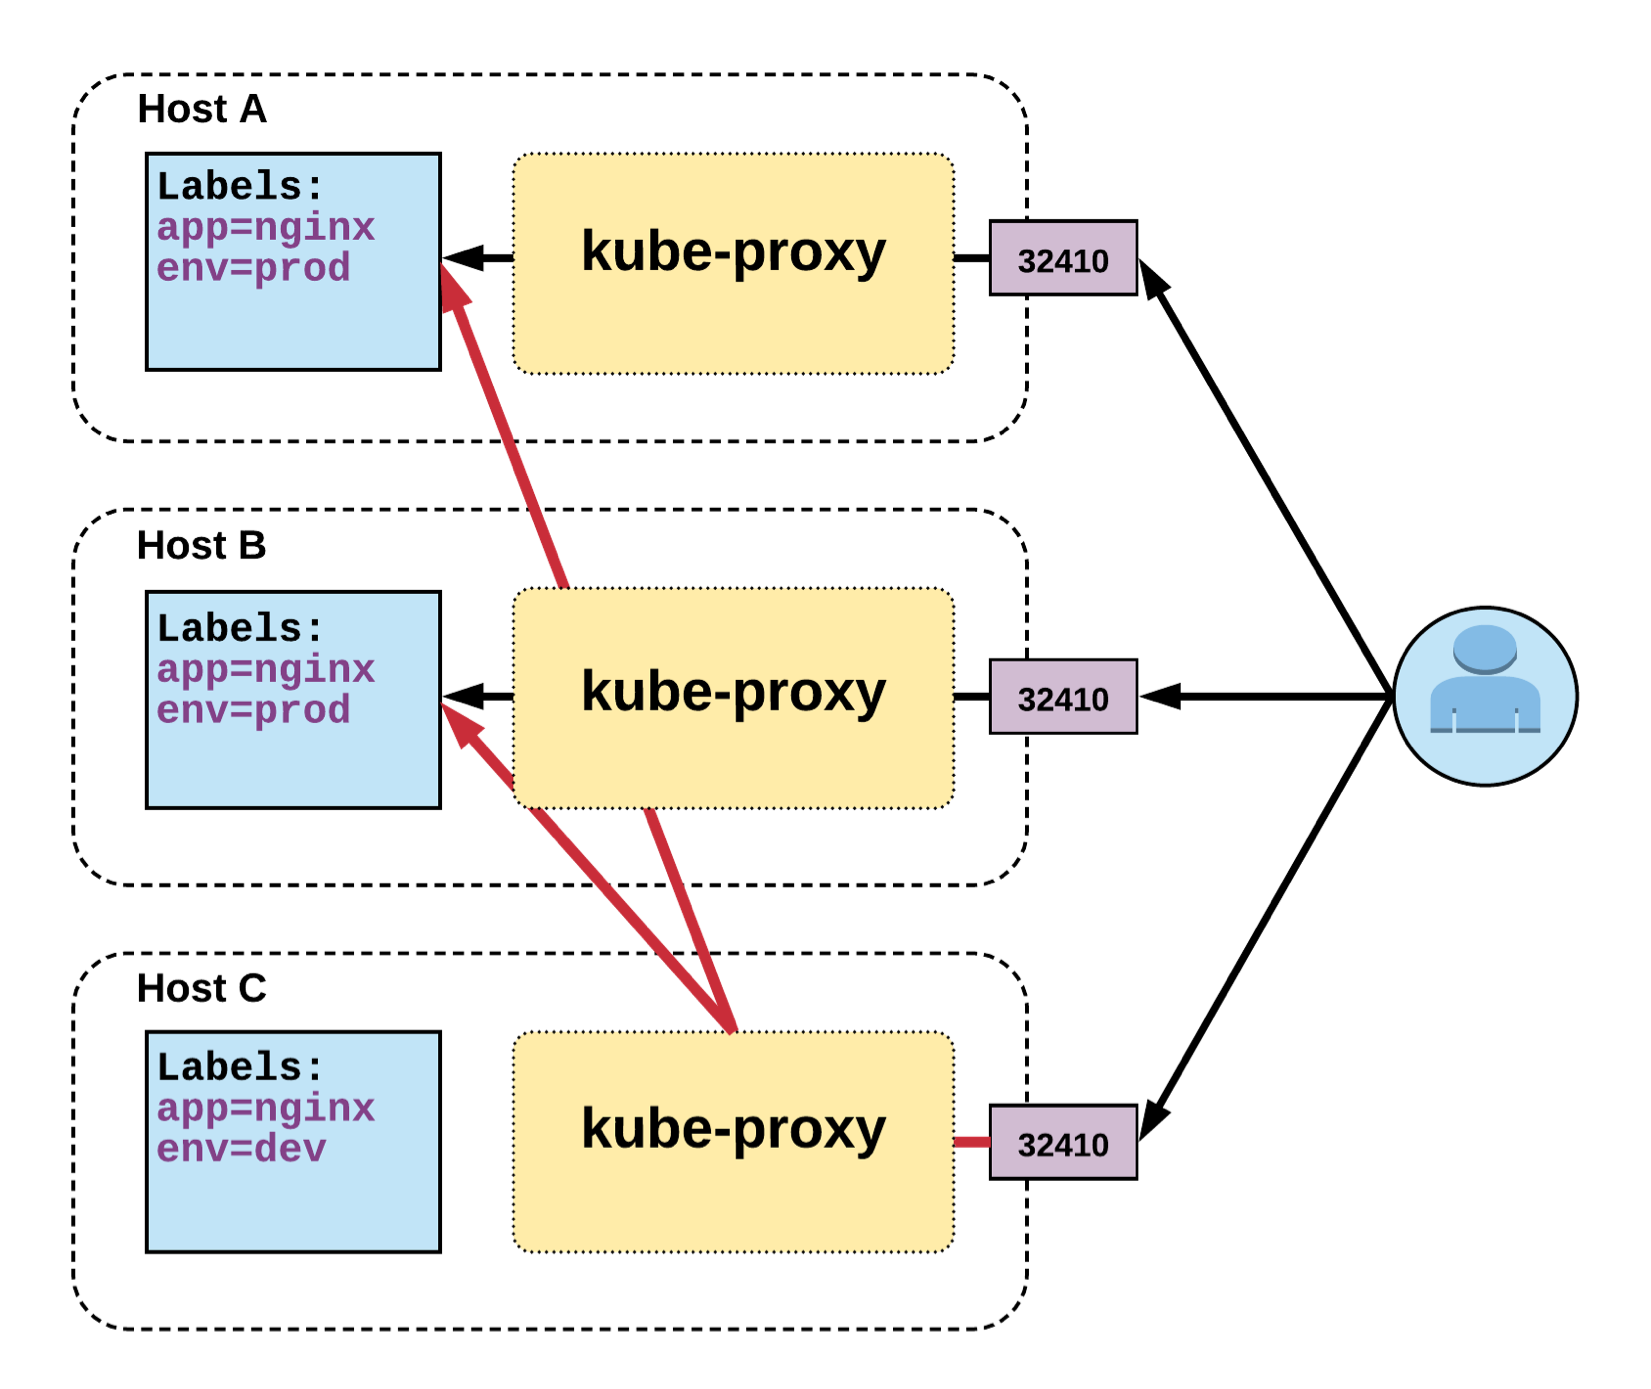 Host A
Labels:
app=nginx
env=prod
kube-proxy
32410
Host B
Labels:
app=nginx
env=prod
kube-proxy
32410
Host C
Labels:
app=nginx
env=dev
kube-proxy
32410